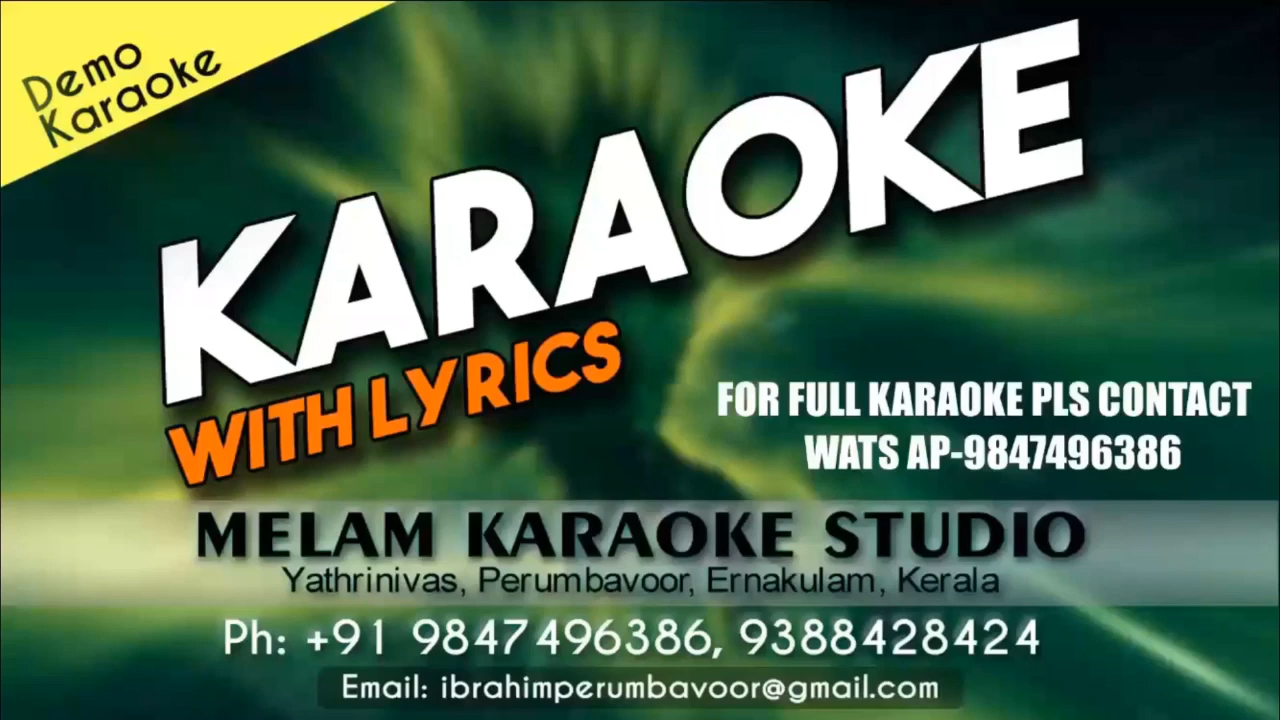 Demo
Karaoke
KARAOKE
WITH LYRICS
FOR FULL KARAOKE PLS CONTACT
WATS AP-9847496386
MELAM KARAOKE STUDIO
Yathrinivas, Perumbavoor, Ernakulam, Kerala
Ph: +91 9847496386, 9388428424
Email: ibrahimperumbavoor@gmail.com